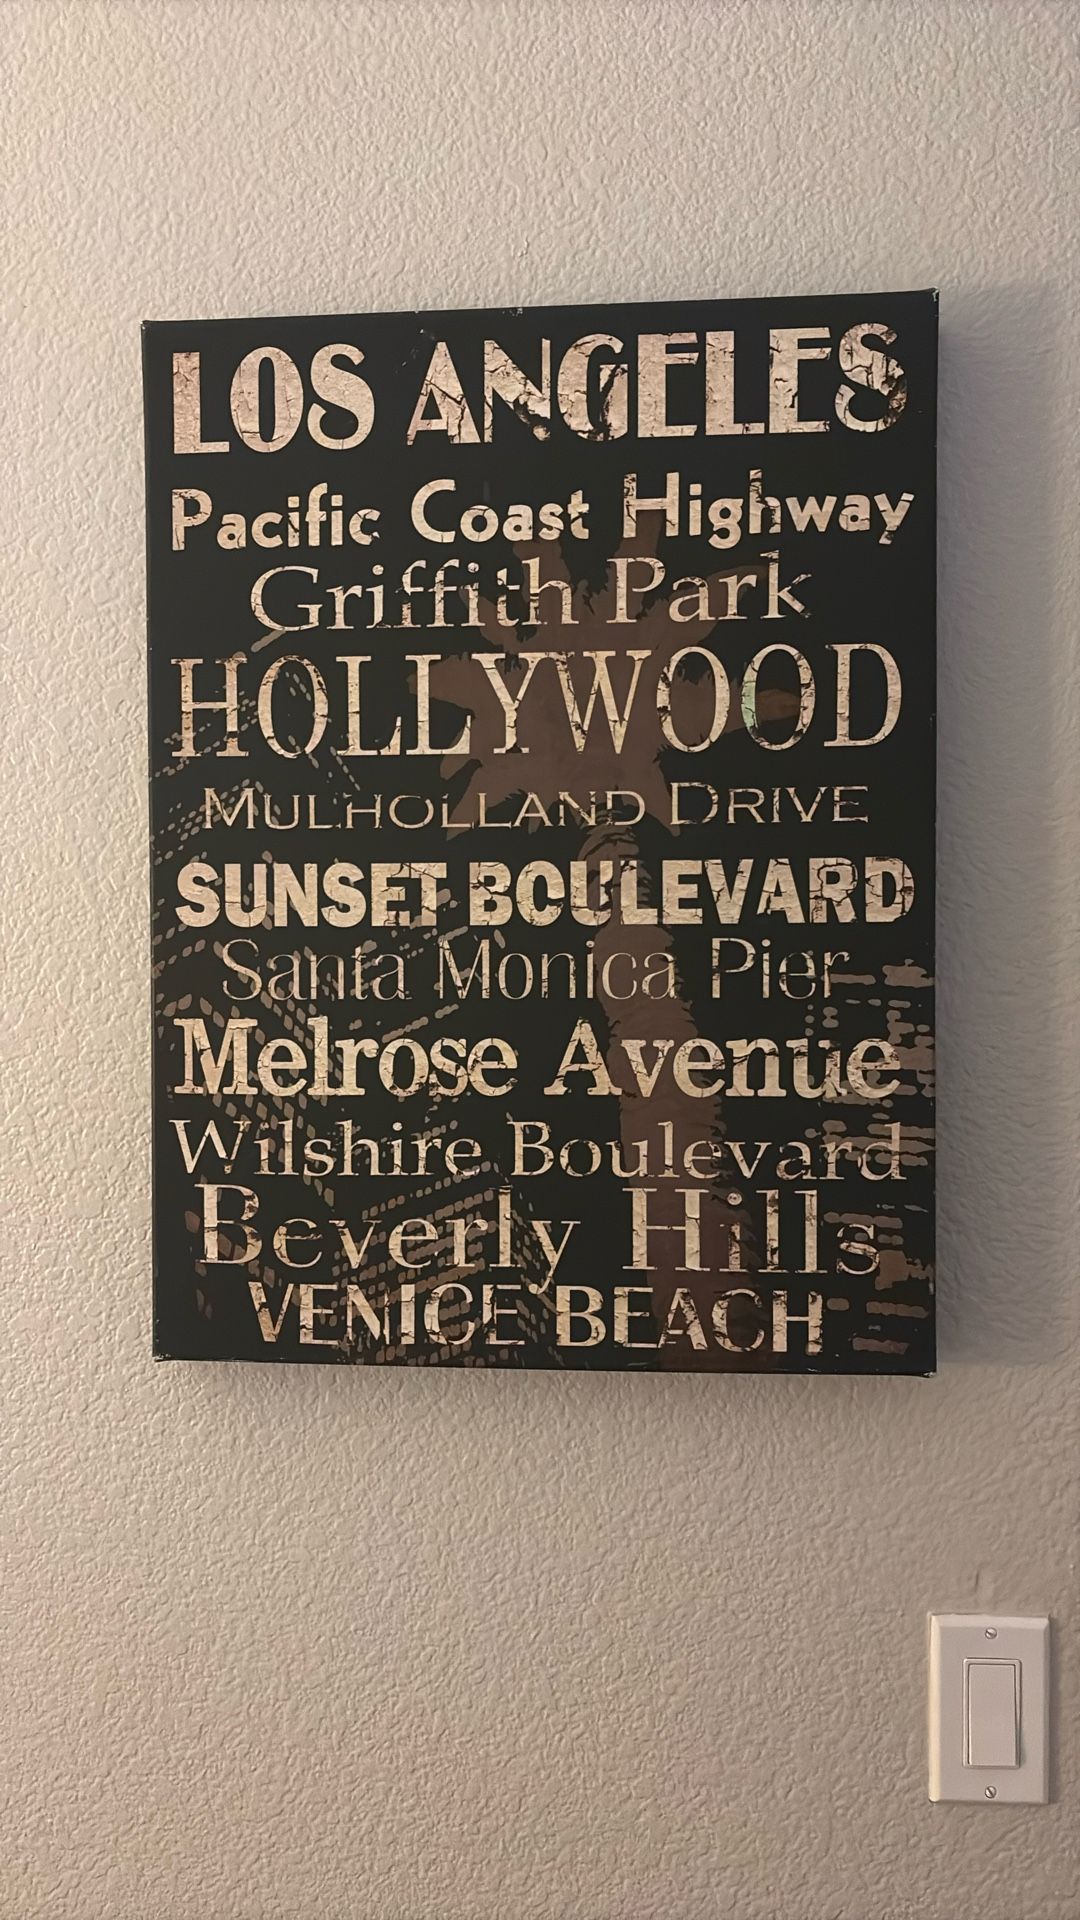 LOS ANGELES
Pacific Coast Highway
Griffith Park
HOLLYWOOD
MULHOLLAND DRIVE
SUNSET BOULEVARD
Santa Monica Pier
Melrose Avenue
Wilshire Boulevard
Beverly Hills
VENICE BEACH